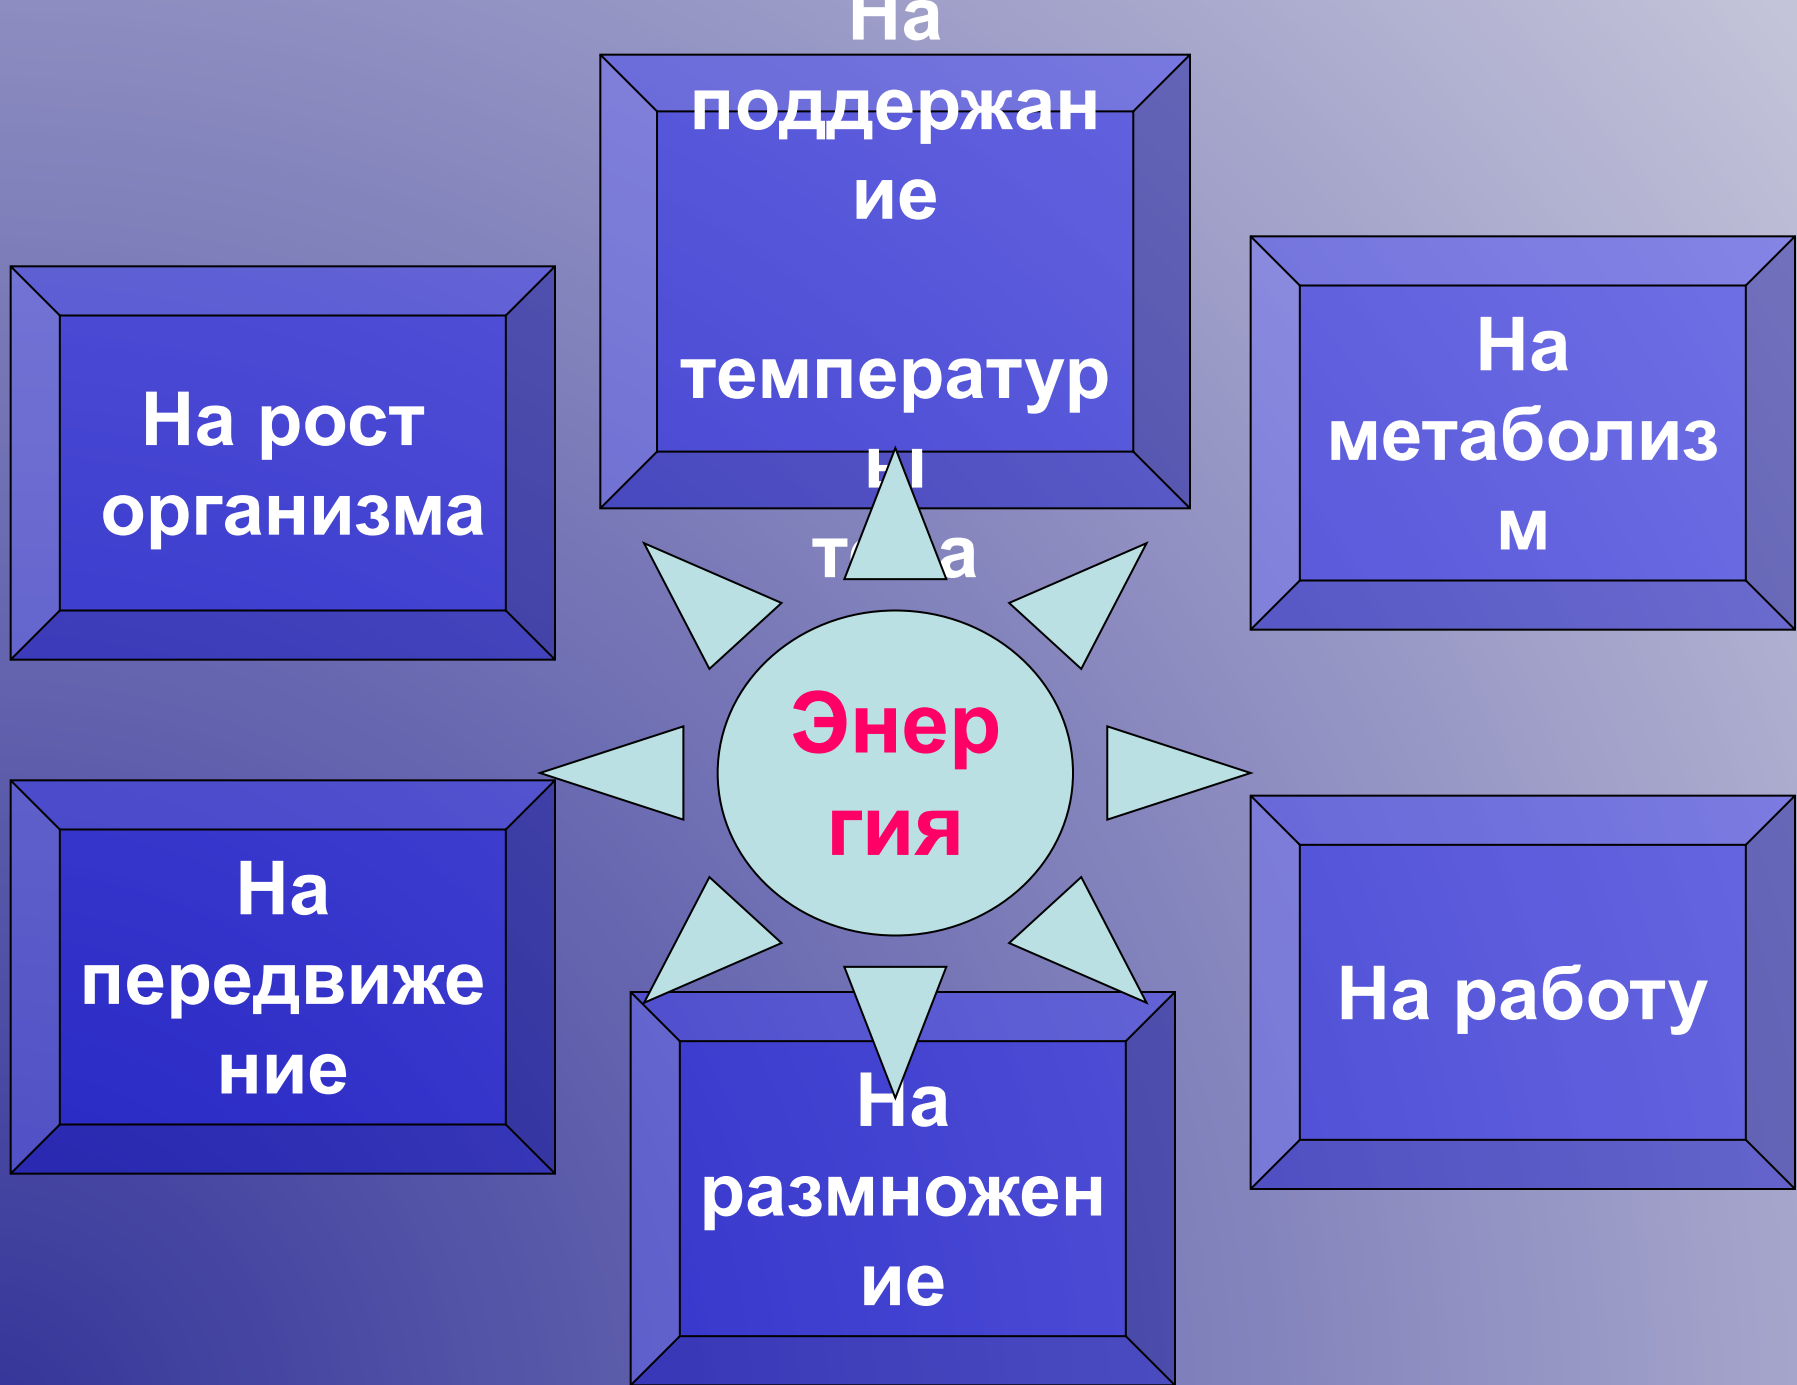 На
поддержан
ие
температур
ы
На рост
организма
На
метаболиз
м
Энер
гия
На
передвиже
ние
На работу
На
размножен
ие